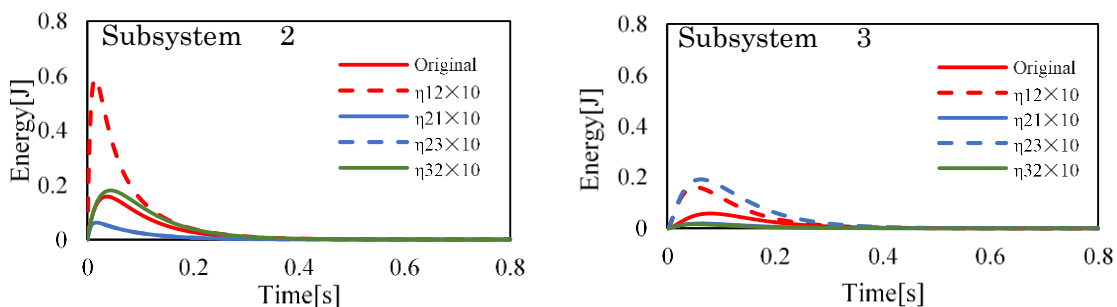 Subsystem 2
Energy[J]
0.8
0.6
0.4
0.2
0
Original
η12×10
η21×10
η23×10
η32×10
0 0.2 0.4 0.6 0.8
Time[s]
Subsystem 3
Energy[J]
0.8
0.6
0.4
0.2
0
Original
η12×10
η21×10
η23×10
η32×10
0 0.2 0.4 0.6 0.8
Time[s]